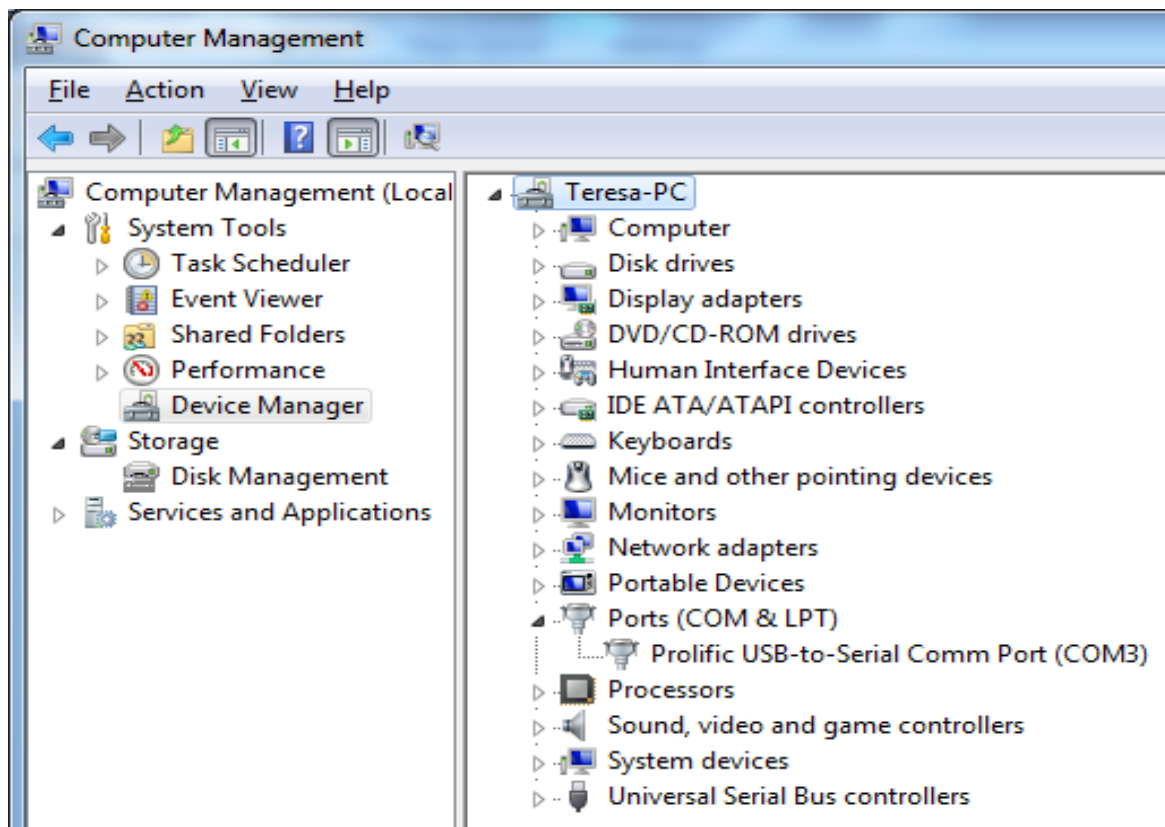 Computer Management
File Action View Help
Computer Management (Local
System Tools
Task Scheduler
Event Viewer
Shared Folders
Performance
Device Manager
Storage
Disk Management
Services and Applications
Teresa-PC
Computer
Disk drives
Display adapters
DVD/CD-ROM drives
Human Interface Devices
IDE ATA/ATAPI controllers
Keyboards
Mice and other pointing devices
Monitors
Network adapters
Portable Devices
Ports (COM & LPT)
Prolific USB-to-Serial Comm Port (COM3)
Processors
Sound, video and game controllers
System devices
Universal Serial Bus controllers